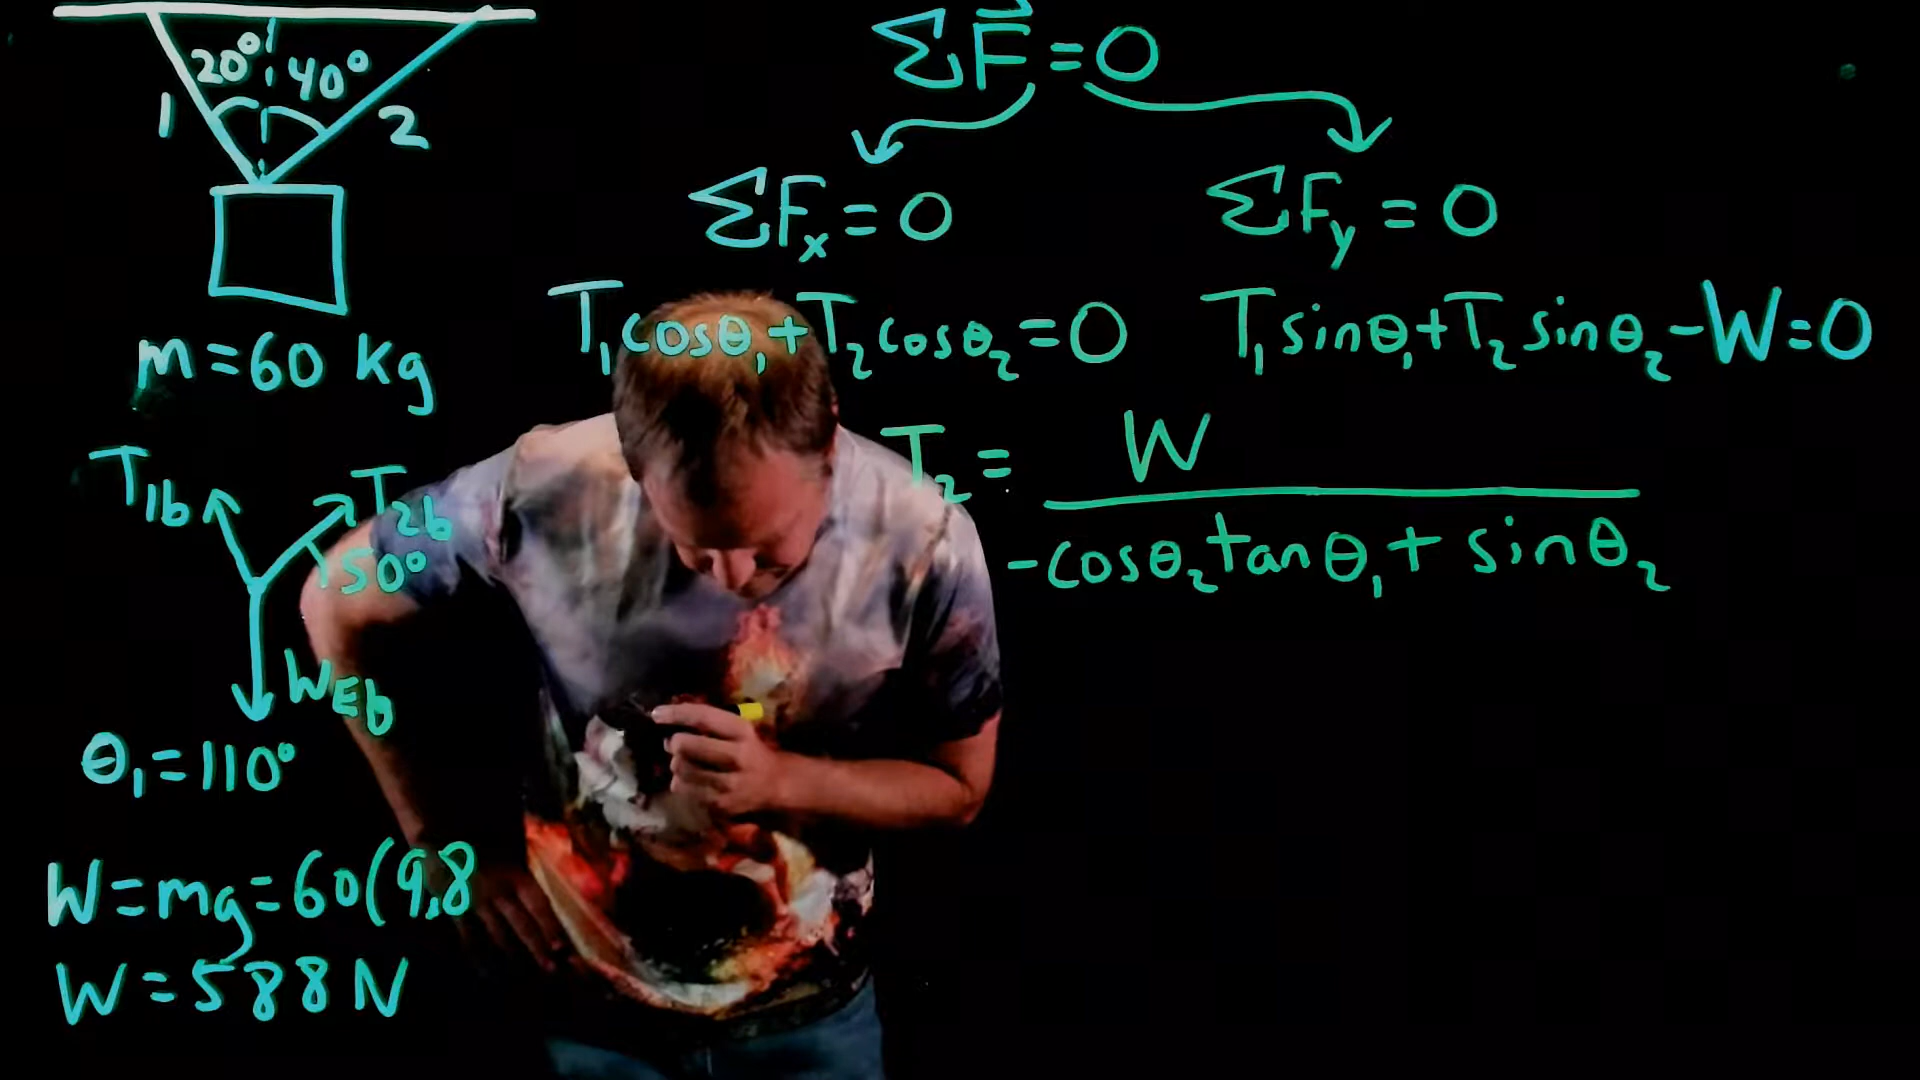 20° 40°
1 2
m = 60 kg
T1b T2b
50°
WEb
θ₁ = 110°
W = mg = 60(9.8
W = 588 N
ΣF⃗ = 0
ΣFₓ = 0 ΣFy = 0
T₁cosθ₁ + T₂cosθ₂ = 0 T₁sinθ₁ + T₂sinθ₂ - W = 0
T₂ = W
-cosθ₂tanθ₁ + sinθ₂